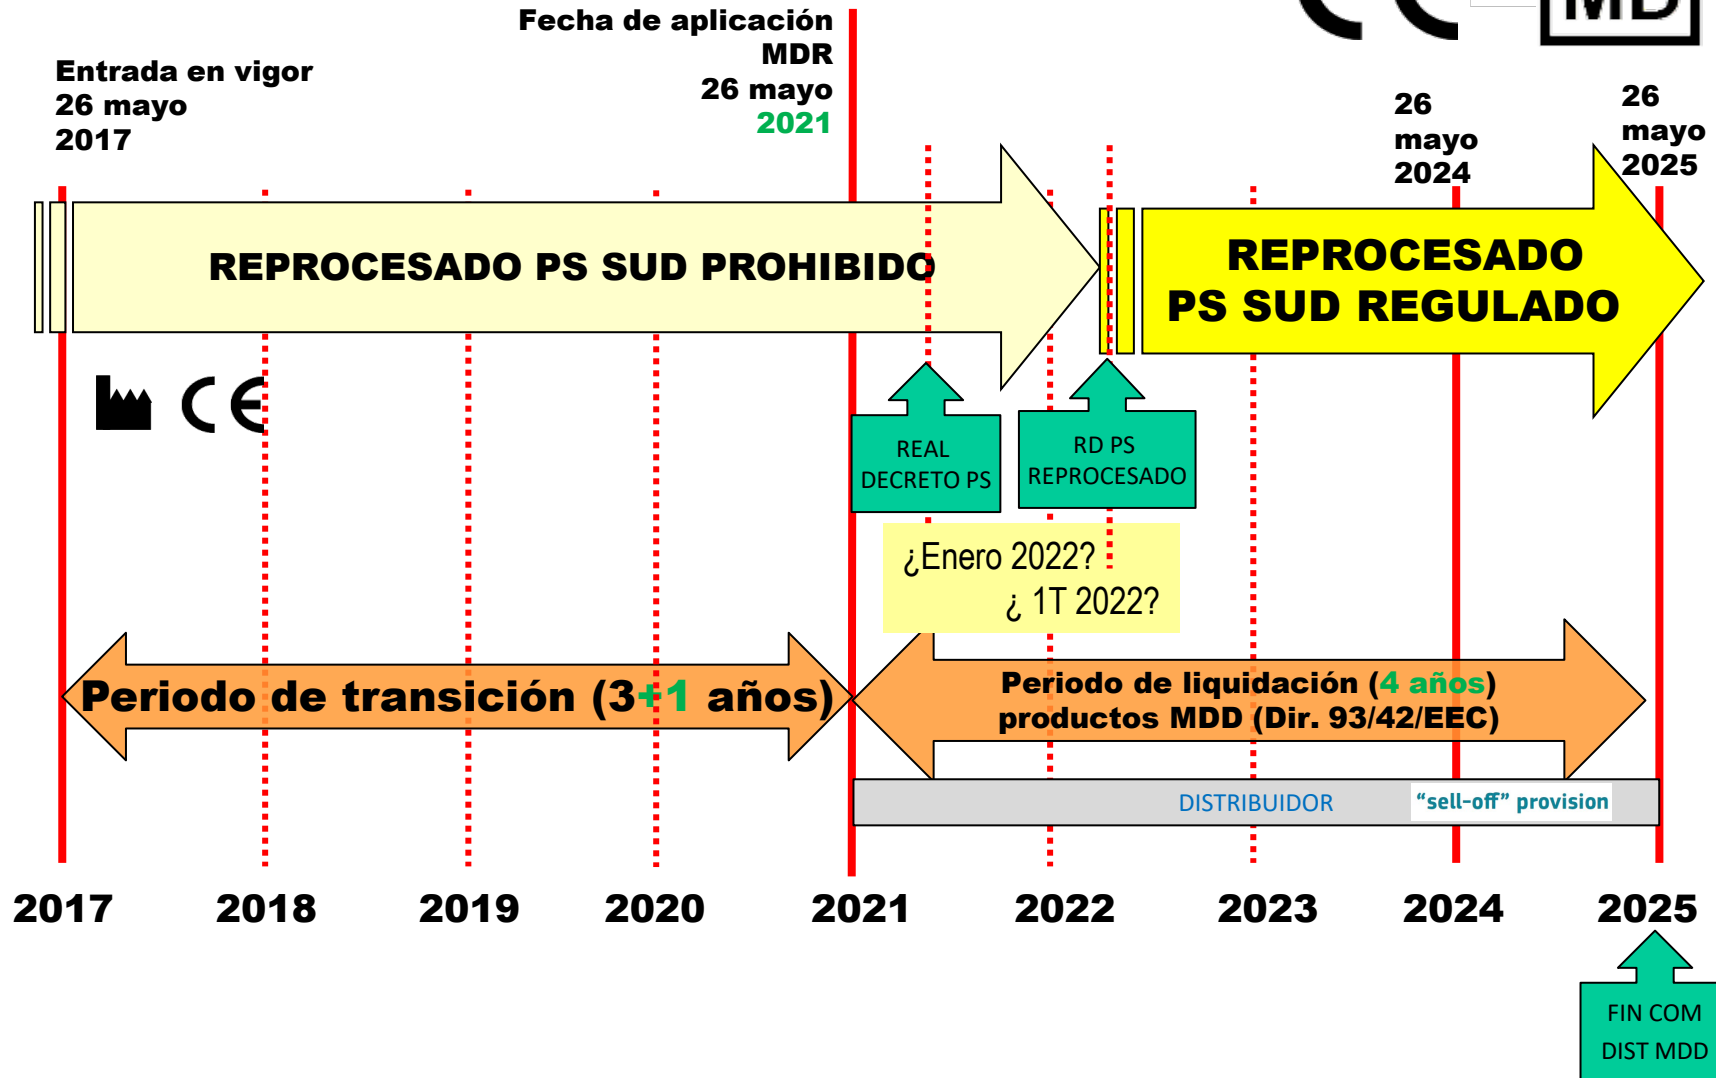 Fecha de aplicación
MDR
26 mayo
2021
MD
Entrada en vigor
26 mayo
2017
26
mayo
2024
26
mayo
2025
REPROCESADO PS SUD PROHIBIDO
REPROCESADO
PS SUD REGULADO
CE
REAL
DECRETO PS
RD PS
REPROCESADO
¿Enero 2022?
¿ 1T 2022?
Periodo de transición (3+1 años)
Periodo de liquidación (4 años)
productos MDD (Dir. 93/42/EEC)
DISTRIBUIDOR
“sell-off” provision
2017
2018
2019
2020
2021
2022
2023
2024
2025
FIN COM
DIST MDD